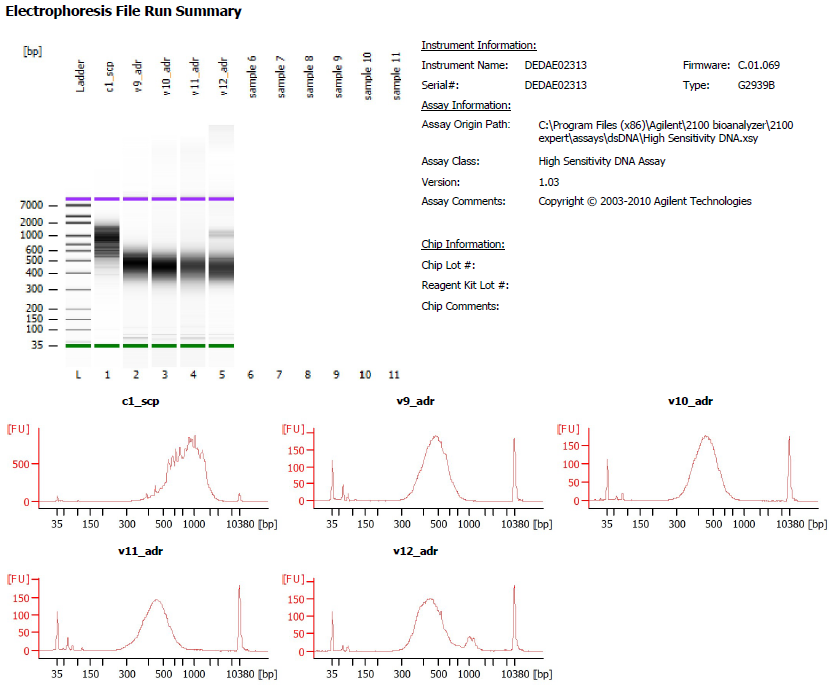 Electrophoresis File Run Summary
[bp]
Ladder
c1_scp
v9_adr
v10_adr
v11_adr
v12_adr
sample 6
sample 7
sample 8
sample 9
sample 10
sample 11
7000
2000
1000
600
500
400
300
200
150
100
35
L 1 2 3 4 5 6 7 8 9 10 11
Instrument Information:
Instrument Name: DEDAE02313 Firmware: C.01.069
Serial#: DEDAE02313 Type: G2939B
Assay Information:
Assay Origin Path: C:\Program Files (x86)\Agilent\2100 bioanalyzer\2100
expert\assays\dsDNA\High Sensitivity DNA.xsy
Assay Class: High Sensitivity DNA Assay
Version: 1.03
Assay Comments: Copyright © 2003-2010 Agilent Technologies
Chip Information:
Chip Lot #:
Reagent Kit Lot #:
Chip Comments:
c1_scp
[FU]
500
0
35 150 300 500 1000 10380 [bp]
v9_adr
[FU]
150
100
50
0
35 150 300 500 1000 10380 [bp]
v10_adr
[FU]
150
100
50
0
35 150 300 500 1000 10380 [bp]
v11_adr
[FU]
150
100
50
0
35 150 300 500 1000 10380 [bp]
v12_adr
[FU]
150
100
50
0
35 150 300 500 1000 10380 [bp]